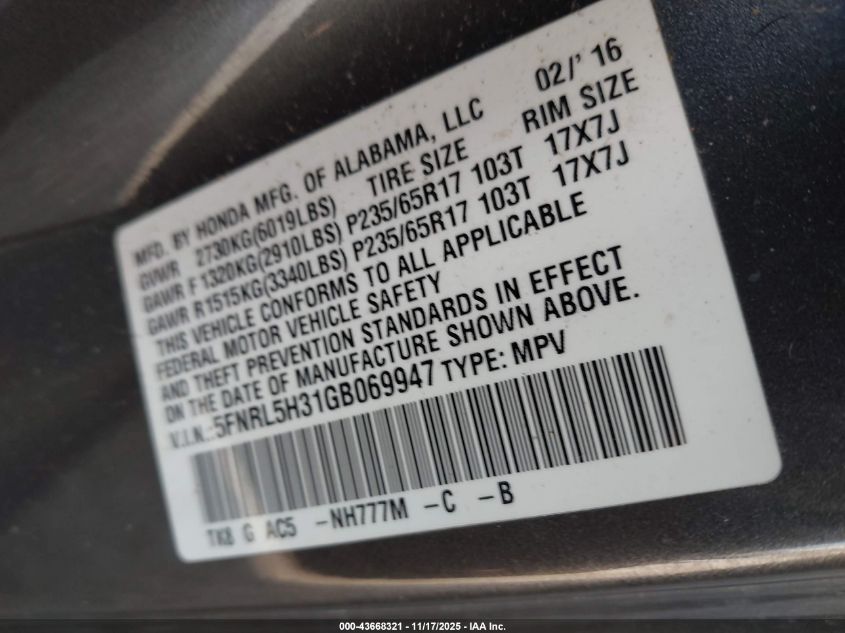 MFD. BY HONDA MFG. OF ALABAMA, LLC 02/' 16
GVWR 2730KG(6019LBS) TIRE SIZE RIM SIZE
GAWR F 1320KG(2910LBS) P235/65R17 103T 17X7J
GAWR R1515KG(3340LBS) P235/65R17 103T 17X7J
THIS VEHICLE CONFORMS TO ALL APPLICABLE
FEDERAL MOTOR VEHICLE SAFETY
AND THEFT PREVENTION STANDARDS IN EFFECT
ON THE DATE OF MANUFACTURE SHOWN ABOVE.
V.I.N.:5FNRL5H31GB069947 TYPE: MPV
TK8 G AC5 -NH777M -C -B
000-43668321 - 11/17/2025 - IAA Inc.